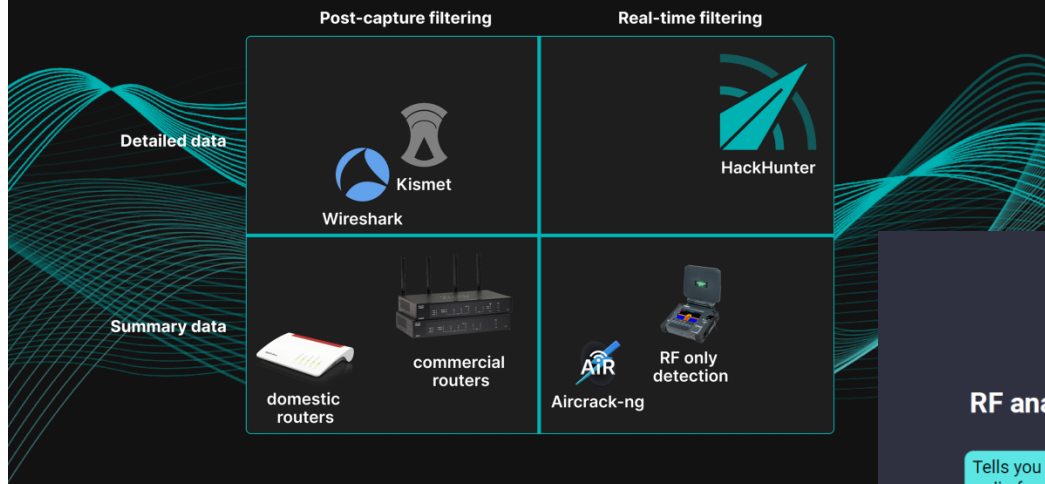 Post-capture filtering
Real-time filtering
Detailed data
Kismet
Wireshark
HackHunter
Summary data
domestic
routers
commercial
routers
AiR
Aircrack-ng
RF only
detection
RF
Tells you